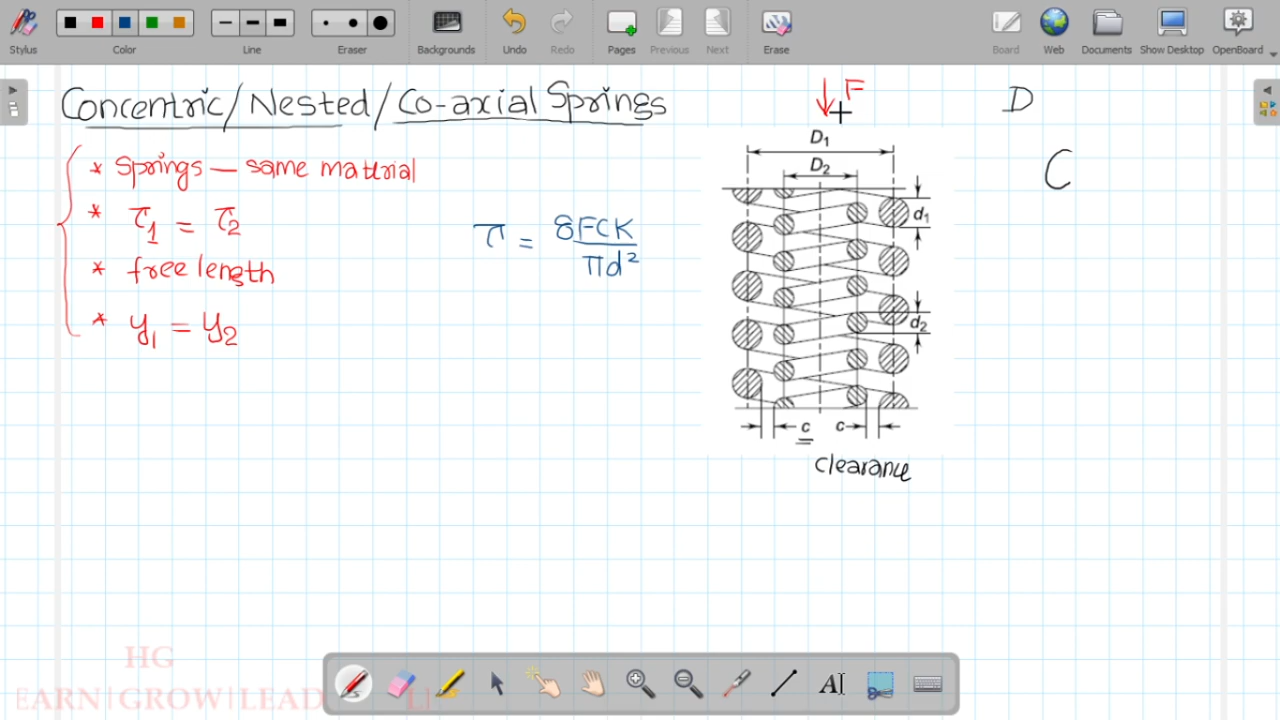 Stylus Color Line Eraser Backgrounds Undo Redo Pages Previous Next Erase Board Web Documents Show Desktop OpenBoard
Concentric/Nested/Co-axial Springs
* Springs — same material
* τ1 = τ2
* free length
* y1 = y2
τ = 8FCK / πd²
F
D1
D2
d1
d2
c c
clearance
D
C
HG
EARN|GROW|LEAD